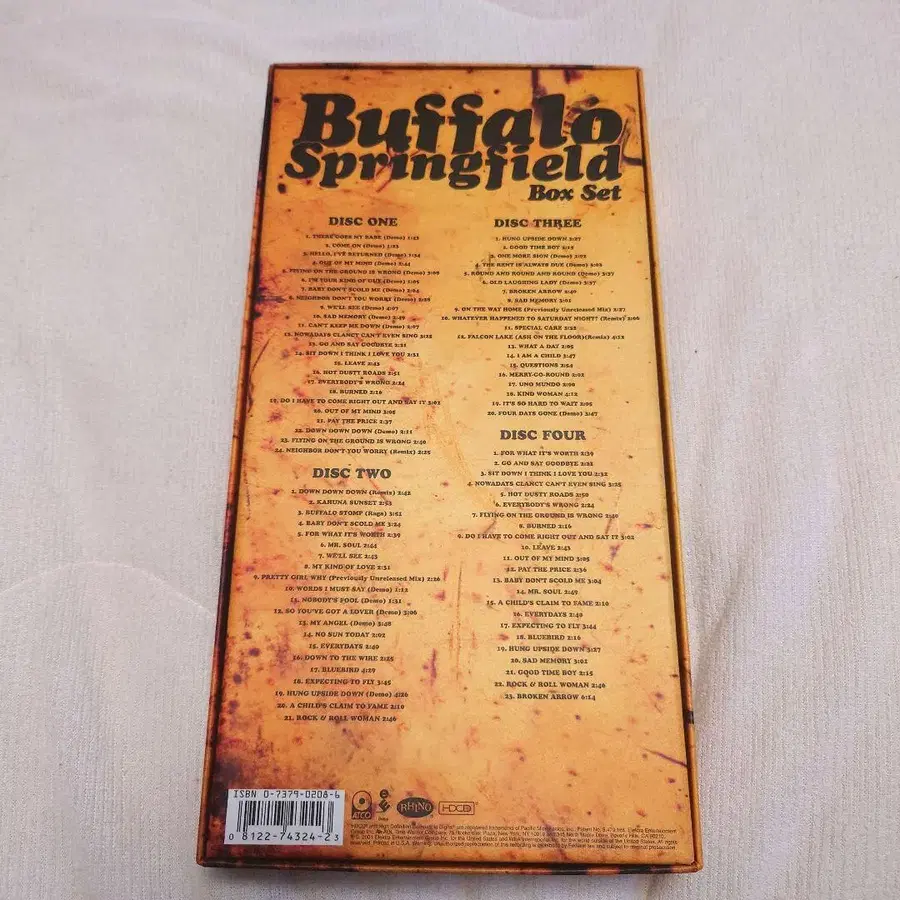 Buffalo
Springfield
Box Set
DISC ONE
1. THERE GOES MY BABE (Demo) 1:23
2. COME ON (Demo) 1:23
3. HELLO, I'VE RETURNED (Demo) 1:24
4. OUT OF MY MIND (Demo) 2:41
5. FLYING ON THE GROUND IS WRONG (Demo) 3:00
6. I'M YOUR KIND OF GUY (Demo) 1:05
7. BABY DON'T SCOLD ME (Demo) 2:04
8. NEIGHBOR DON'T YOU WORRY (Demo) 2:26
9. WE'LL SEE (Demo) 4:07
10. SAD MEMORY (Demo) 2:49
11. CAN'T KEEP ME DOWN (Demo) 2:07
12. NOWADAYS CLANCY CAN'T EVEN SING 3:22
13. GO AND SAY GOODBYE 2:21
14. SIT DOWN I THINK I LOVE YOU 2:31
15. LEAVE 2:43
16. HOT DUSTY ROADS 2:51
17. EVERYBODY'S WRONG 2:24
18. BURNED 2:16
19. DO I HAVE TO COME RIGHT OUT AND SAY IT 3:02
20. OUT OF MY MIND 3:05
21. PAY THE PRICE 2:37
22. DOWN DOWN DOWN (Demo) 2:11
23. FLYING ON THE GROUND IS WRONG 2:40
24. NEIGHBOR DON'T YOU WORRY (Remix) 2:25
DISC TWO
1. DOWN DOWN DOWN (Remix) 2:42
2. KAHUNA SUNSET 2:53
3. BUFFALO STOMP (Raga) 3:51
4. BABY DON'T SCOLD ME 3:24
5. FOR WHAT IT'S WORTH 2:39
6. MR. SOUL 2:44
7. WE'LL SEE 2:43
8. MY KIND OF LOVE 2:31
9. PRETTY GIRL WHY (Previously Unreleased Mix) 2:26
10. WORDS I MUST SAY (Demo) 1:12
11. NOBODY'S FOOL (Demo) 1:31
12. SO YOU'VE GOT A LOVER (Demo) 3:06
13. MY ANGEL (Demo) 3:48
14. NO SUN TODAY 2:02
15. EVERYDAYS 2:40
16. DOWN TO THE WIRE 2:25
17. BLUEBIRD 4:27
18. EXPECTING TO FLY 3:45
19. HUNG UPSIDE DOWN (Demo) 4:26
20. A CHILD'S CLAIM TO FAME 2:10
21. ROCK & ROLL WOMAN 2:46
DISC THREE
1. HUNG UPSIDE DOWN 3:27
2. GOOD TIME BOY 2:15
3. ONE MORE SIGN (Demo) 2:02
4. THE RENT IS ALWAYS DUE (Demo) 3:02
5. ROUND AND ROUND AND ROUND (Demo) 3:27
6. OLD LAUGHING LADY (Demo) 2:37
7. BROKEN ARROW 2:40
8. SAD MEMORY 3:01
9. ON THE WAY HOME (Previously Unreleased Mix) 2:27
10. WHATEVER HAPPENED TO SATURDAY NIGHT? (Remix) 2:06
11. SPECIAL CARE 2:32
12. FALCON LAKE (ASH ON THE FLOOR)(Remix) 4:12
13. WHAT A DAY 2:05
14. I AM A CHILD 3:47
15. QUESTIONS 2:54
16. MERRY-GO-ROUND 2:02
17. UNO MUNDO 2:00
18. KIND WOMAN 4:12
19. IT'S SO HARD TO WAIT 2:05
20. FOUR DAYS GONE (Demo) 3:47
DISC FOUR
1. FOR WHAT IT'S WORTH 2:39
2. GO AND SAY GOODBYE 2:22
3. SIT DOWN I THINK I LOVE YOU 2:32
4. NOWADAYS CLANCY CAN'T EVEN SING 3:25
5. HOT DUSTY ROADS 2:50
6. EVERYBODY'S WRONG 2:24
7. FLYING ON THE GROUND IS WRONG 2:40
8. BURNED 2:16
9. DO I HAVE TO COME RIGHT OUT AND SAY IT 3:02
10. LEAVE 2:43
11. OUT OF MY MIND 3:05
12. PAY THE PRICE 2:36
13. BABY DON'T SCOLD ME 3:04
14. MR. SOUL 2:49
15. A CHILD'S CLAIM TO FAME 2:10
16. EVERYDAYS 2:40
17. EXPECTING TO FLY 3:44
18. BLUEBIRD 2:16
19. HUNG UPSIDE DOWN 3:27
20. SAD MEMORY 3:01
21. GOOD TIME BOY 2:15
22. ROCK & ROLL WOMAN 2:46
23. BROKEN ARROW 6:14
ISBN 0-7379-0208-6
0 8122-74324-2 3
ATCO
RHINO
HDCD